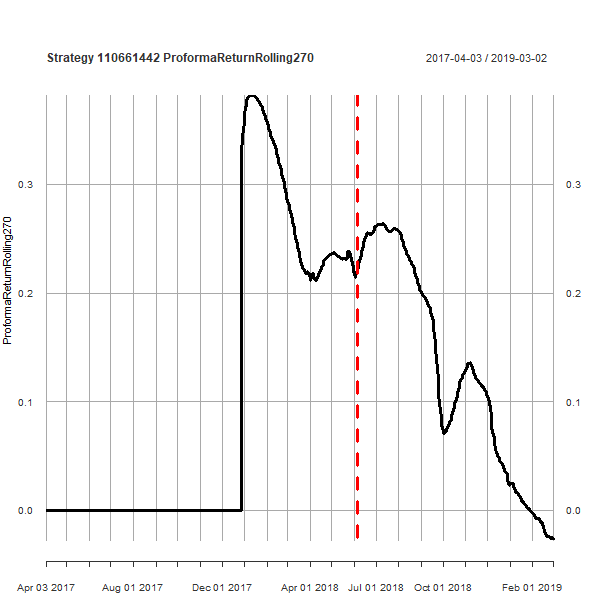 Strategy 110661442 ProformaReturnRolling270
2017-04-03 / 2019-03-02
ProformaReturnRolling270
0.3
0.3
0.2
0.2
0.1
0.1
0.0
0.0
Apr 03 2017
Aug 01 2017
Dec 01 2017
Apr 01 2018
Jul 01 2018
Oct 01 2018
Feb 01 2019